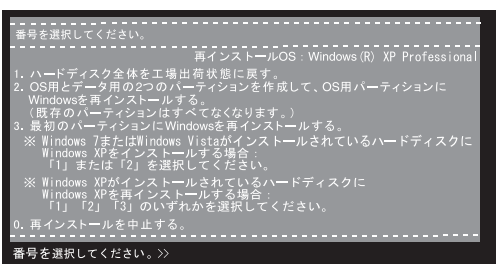 番号を選択してください。
再インストールOS：Windows(R) XP Professional
1. ハードディスク全体を工場出荷状態に戻す。
2. OS用とデータ用の2つのパーティションを作成して、OS用パーティションに
Windowsを再インストールする。
（既存のパーティションはすべてなくなります。）
3. 最初のパーティションにWindowsを再インストールする。
※ Windows 7またはWindows Vistaがインストールされているハードディスクに
Windows XPをインストールする場合：
「1」または「2」を選択してください。
※ Windows XPがインストールされているハードディスクに
Windows XPを再インストールする場合：
「1」「2」「3」のいずれかを選択してください。
0. 再インストールを中止する。
番号を選択してください。>>